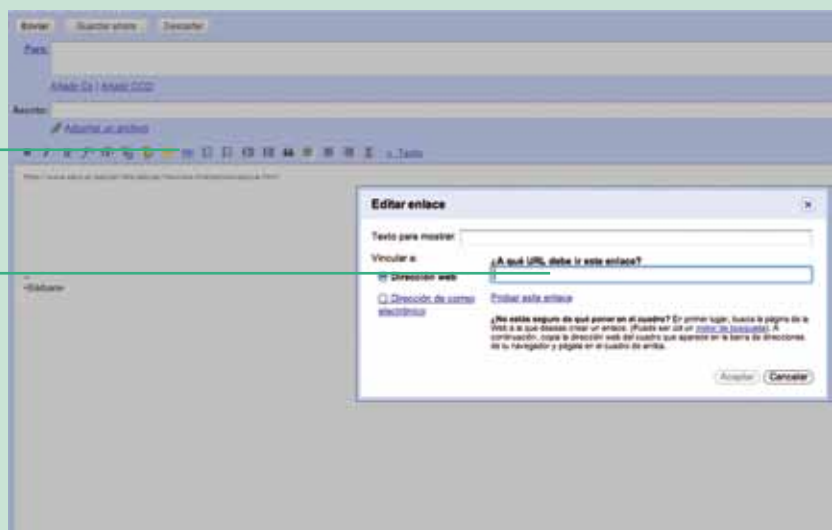 Enviar Guardar ahora Descartar
Para:
Añadir Cc | Añadir CCO
Asunto:
Adjuntar un archivo
« Texto
Editar enlace
Texto para mostrar:
Vincular a: ¿A qué URL debe ir este enlace?
Dirección web
Dirección de correo electrónico
Probar este enlace
¿No estás seguro de qué poner en el cuadro? En primer lugar, busca la página de la
Web a la que deseas crear un enlace. (Puede ser útil un motor de búsqueda). A
continuación, copia la dirección web del cuadro que aparece en la barra de direcciones
de tu navegador y pégala en el cuadro de arriba.
Aceptar Cancelar